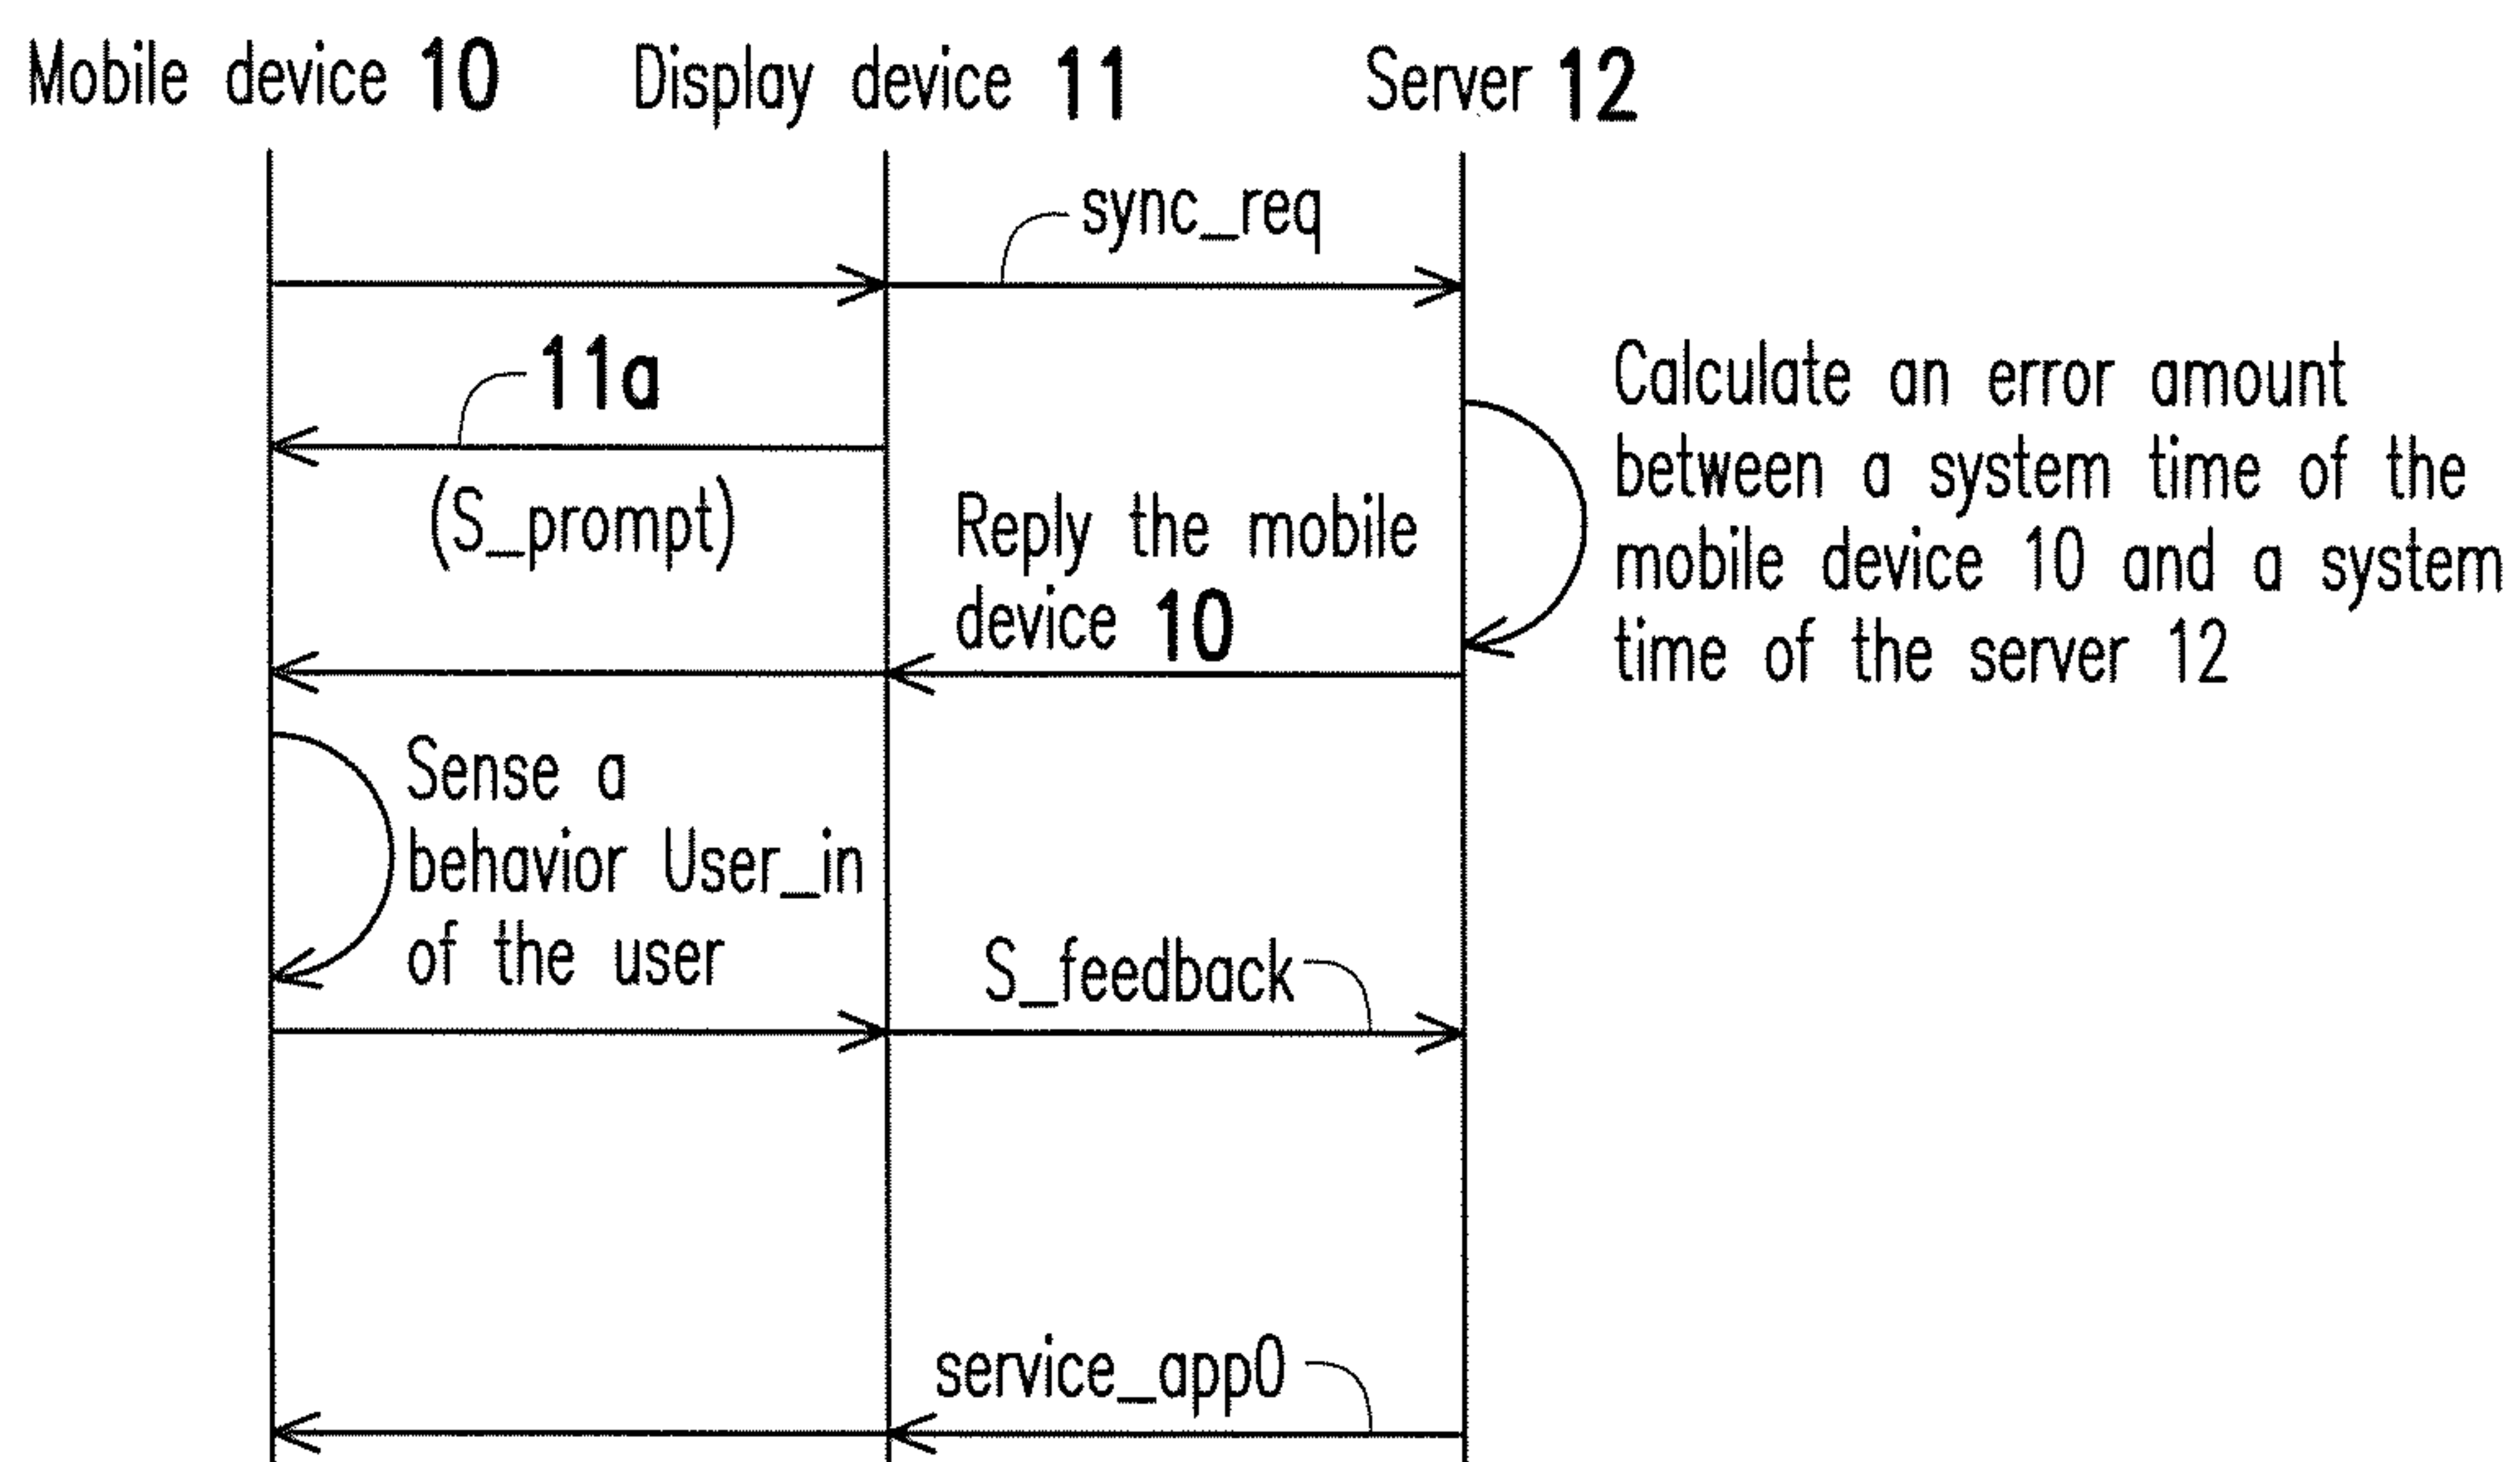 Mobile device 10
Display device 11
Server 12
sync_req
11a
(S_prompt)
Calculate an error amount
between a system time of the
mobile device 10 and a system
time of the server 12
Reply the mobile
device 10
Sense a
behavior User_in
of the user
S_feedback
service_app0